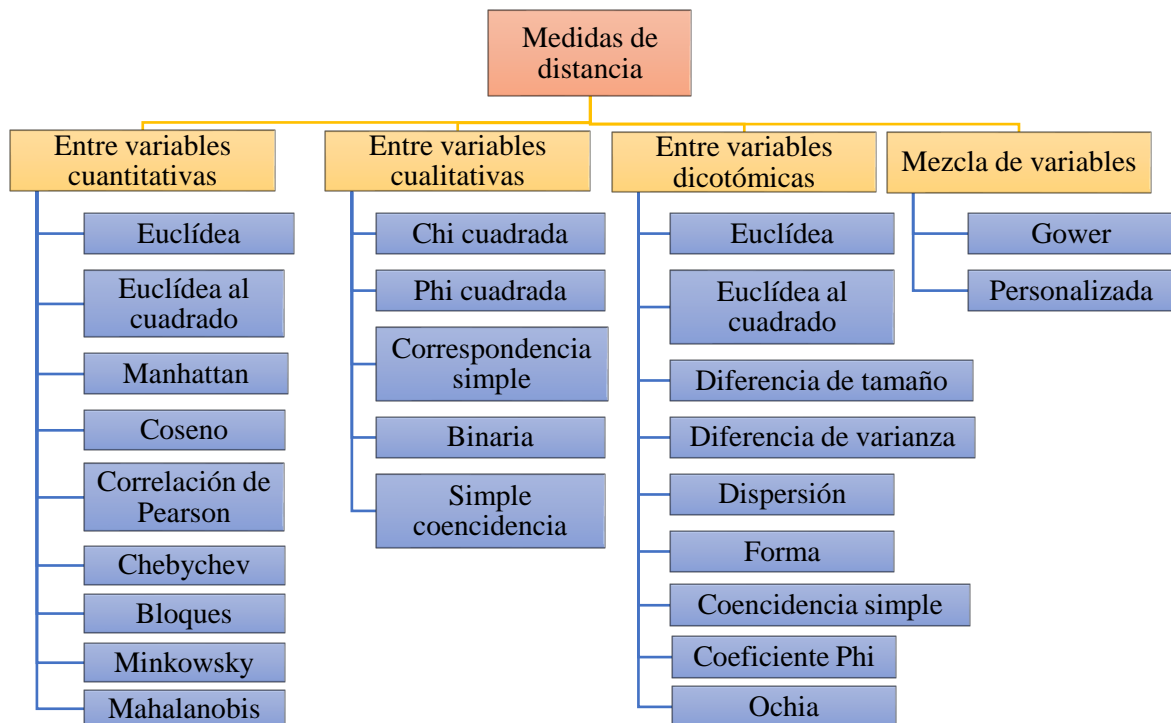 Medidas de
distancia
Entre variables
cuantitativas
Euclídea
Euclídea al
cuadrado
Manhattan
Coseno
Correlación de
Pearson
Chebychev
Bloques
Minkowsky
Mahalanobis
Entre variables
cualitativas
Chi cuadrada
Phi cuadrada
Correspondencia
simple
Binaria
Simple
coencidencia
Entre variables
dicotómicas
Euclídea
Euclídea al
cuadrado
Diferencia de tamaño
Diferencia de varianza
Dispersión
Forma
Coencidencia simple
Coeficiente Phi
Ochia
Mezcla de variables
Gower
Personalizada